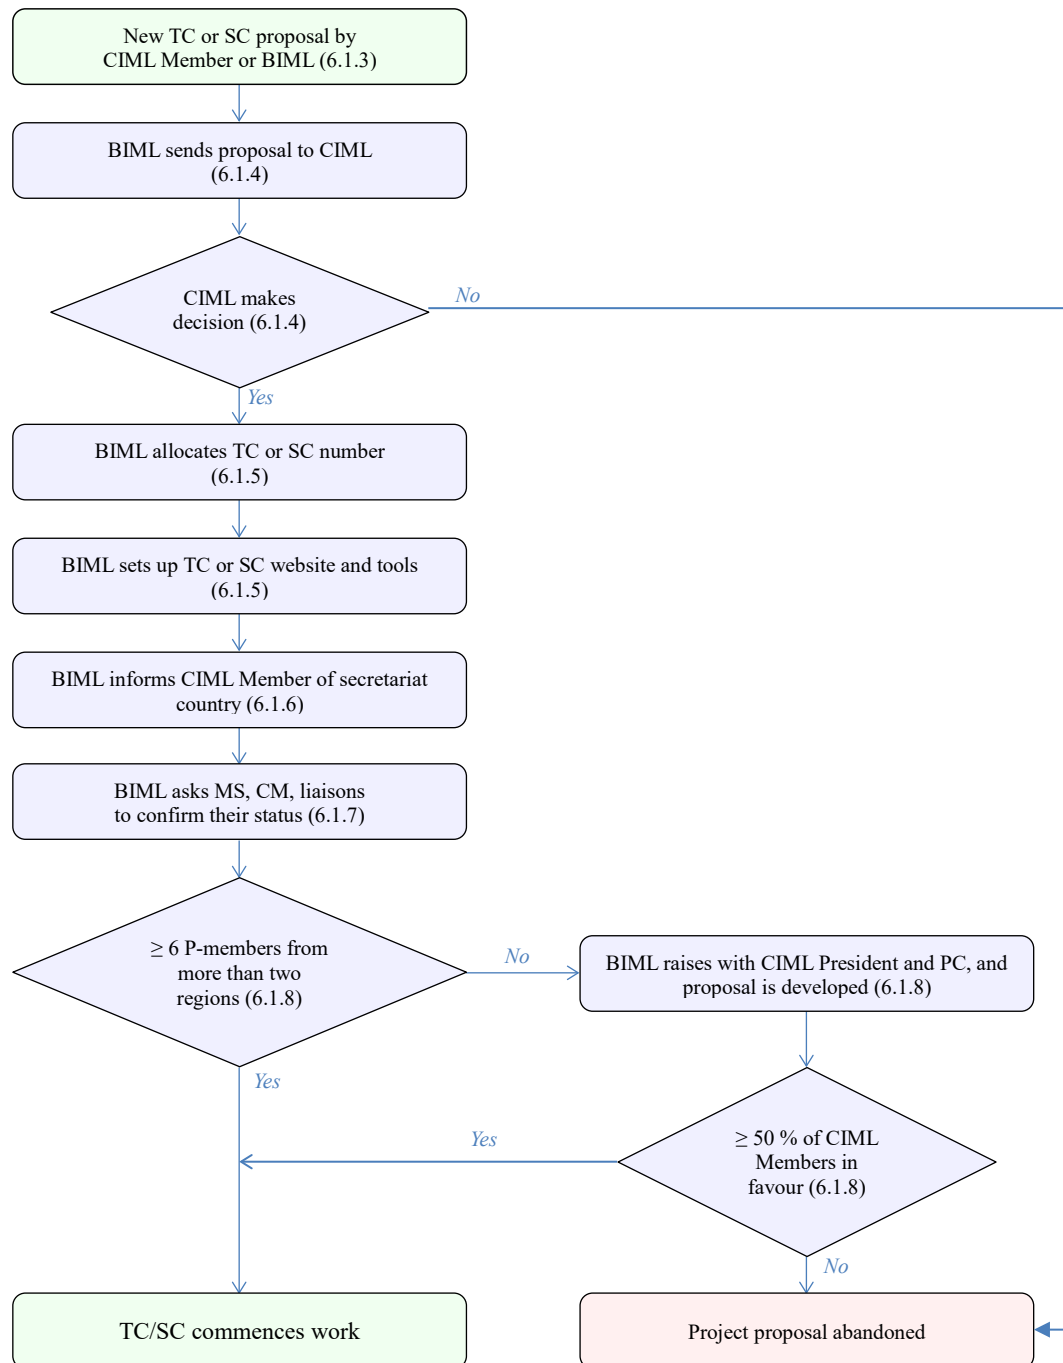 New TC or SC proposal by
CIML Member or BIML (6.1.3)
BIML sends proposal to CIML
(6.1.4)
CIML makes
decision (6.1.4)
No
Yes
BIML allocates TC or SC number
(6.1.5)
BIML sets up TC or SC website and tools
(6.1.5)
BIML informs CIML Member of secretariat
country (6.1.6)
BIML asks MS, CM, liaisons
to confirm their status (6.1.7)
≥ 6 P-members from
more than two
regions (6.1.8)
No
BIML raises with CIML President and PC, and
proposal is developed (6.1.8)
Yes
≥ 50 % of CIML
Members in
favour (6.1.8)
Yes
No
TC/SC commences work
Project proposal abandoned